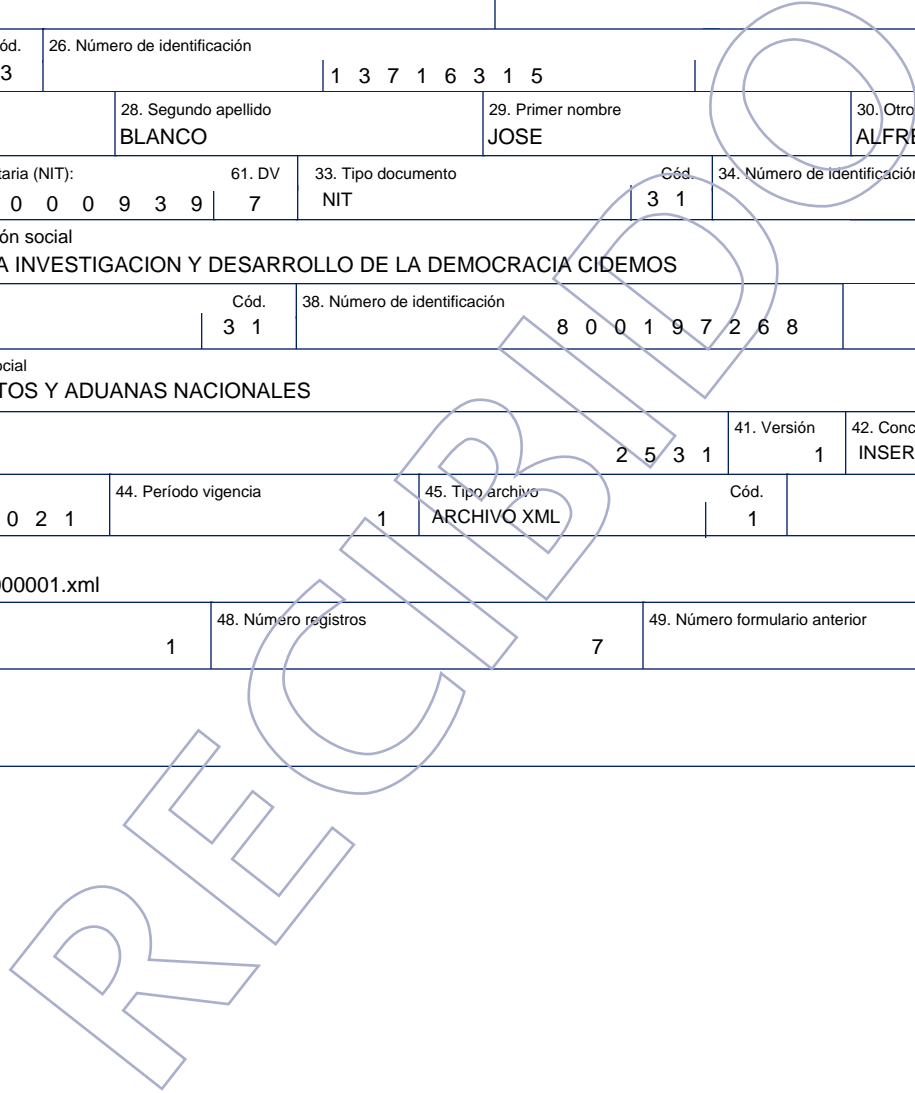 ód. 26. Número de identificación
3 1 3 7 1 6 3 1 5
28. Segundo apellido 29. Primer nombre 30. Otro
BLANCO JOSE ALFRE
taria (NIT): 61. DV 33. Tipo documento Cód. 34. Número de identificación
0 0 0 9 3 9 7 NIT 3 1
ón social
A INVESTIGACION Y DESARROLLO DE LA DEMOCRACIA CIDEMOS
Cód. 38. Número de identificación
3 1 8 0 0 1 9 7 2 6 8
ocial
TOS Y ADUANAS NACIONALES
41. Versión 42. Conc
2 5 3 1 1 INSER
44. Período vigencia 45. Tipo archivo Cód.
0 2 1 1 ARCHIVO XML 1
000001.xml
48. Número registros 49. Número formulario anterior
1 7
RECIBIDO